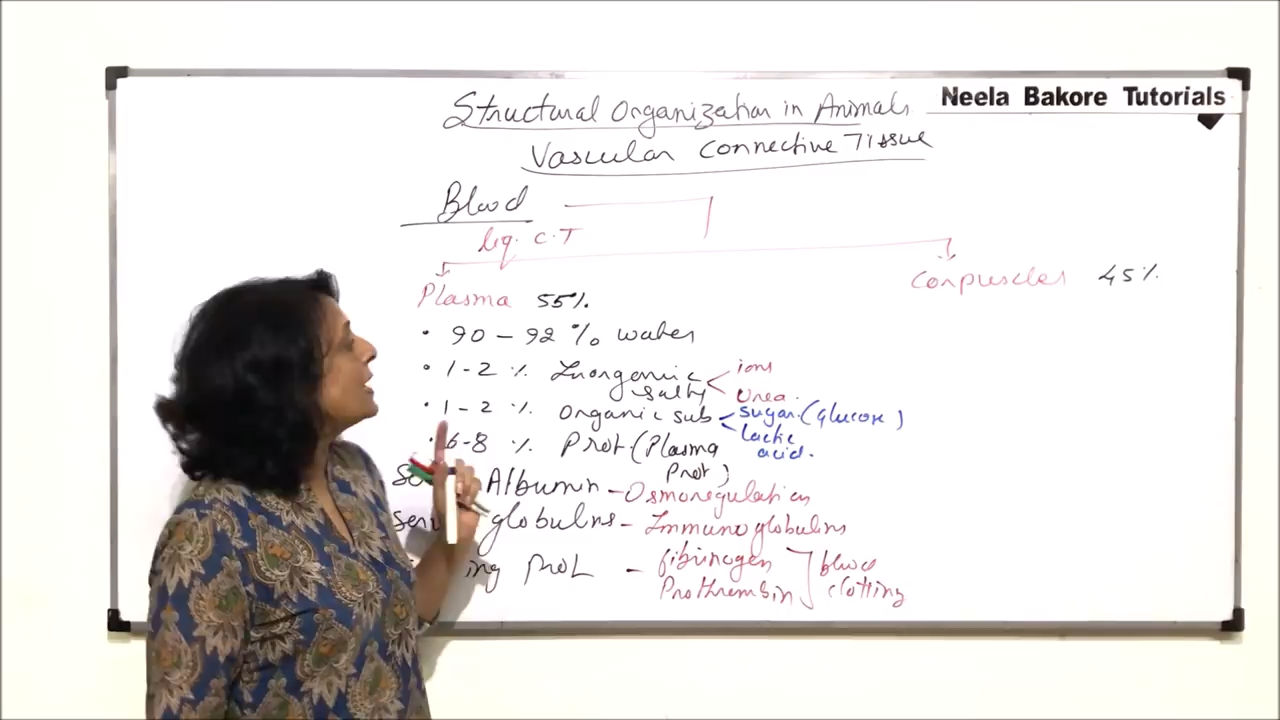 Neela Bakore Tutorials
Structural Organization in Animals
Vascular Connective Tissue
Blood
liq. C.T
Plasma 55%
Corpuscles 45%
• 90 - 92 % water
• 1-2 % Inorganic salts < ions
Urea.
• 1-2 % Organic sub < sugar (Glucose)
lactic acid.
• 6-8 % Prot. (Plasma Prot)
Albumin - Osmoregulation
globulins - Immunoglobulins
Prot - fibrinogen
Prothrombin
blood clotting